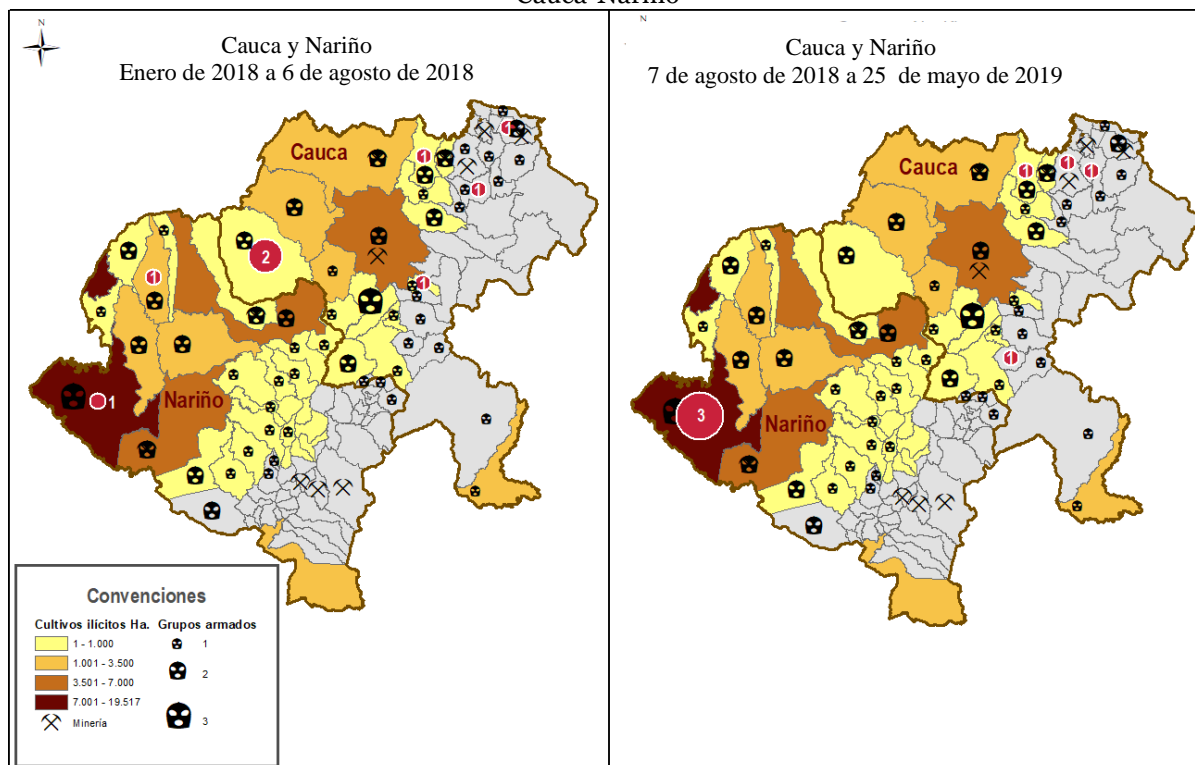 Cauca-Nariño
N
Cauca y Nariño
Enero de 2018 a 6 de agosto de 2018
Cauca
1
1
1
2
1
1
1
Nariño
Convenciones
Cultivos ilícitos Ha. Grupos armados
1 - 1.000
1.001 - 3.500
3.501 - 7.000
7.001 - 19.517
Minería
1
2
3
N
Cauca y Nariño
7 de agosto de 2018 a 25 de mayo de 2019
Cauca
1
1
1
1
3
Nariño